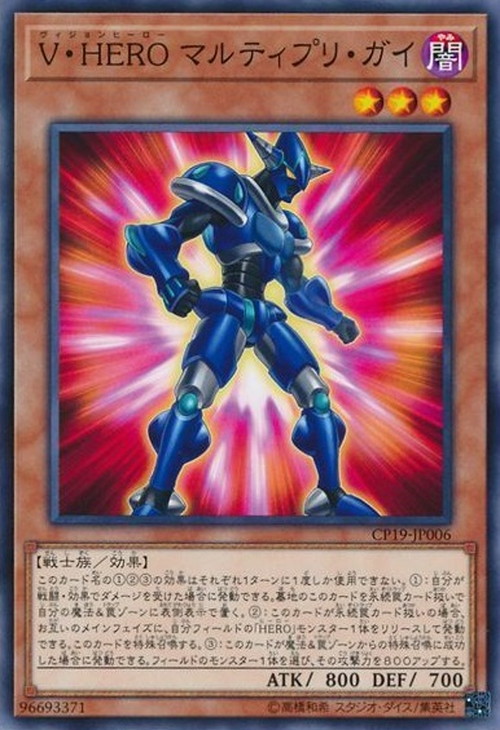 ヴィジョンヒーロー
V・HERO マルティプリ・ガイ
やみ
闇
CP19-JP006
【戦士族／効果】
このカード名の①②③の効果はそれぞれ1ターンに1度しか使用できない。①：自分が
戦闘・効果でダメージを受けた場合に発動できる。墓地のこのカードを永続罠カード扱いで
自分の魔法&罠ゾーンに表側表示で置く。②：このカードが永続罠カード扱いの場合、
お互いのメインフェイズに、自分フィールドの「HERO」モンスター1体をリリースして発動
できる。このカードを特殊召喚する。③：このカードが魔法&罠ゾーンからの特殊召喚に成功
した場合に発動できる。フィールドのモンスター1体を選び、その攻撃力を800アップする。
ATK/ 800 DEF/ 700
96693371
©高橋和希 スタジオ・ダイス/集英社